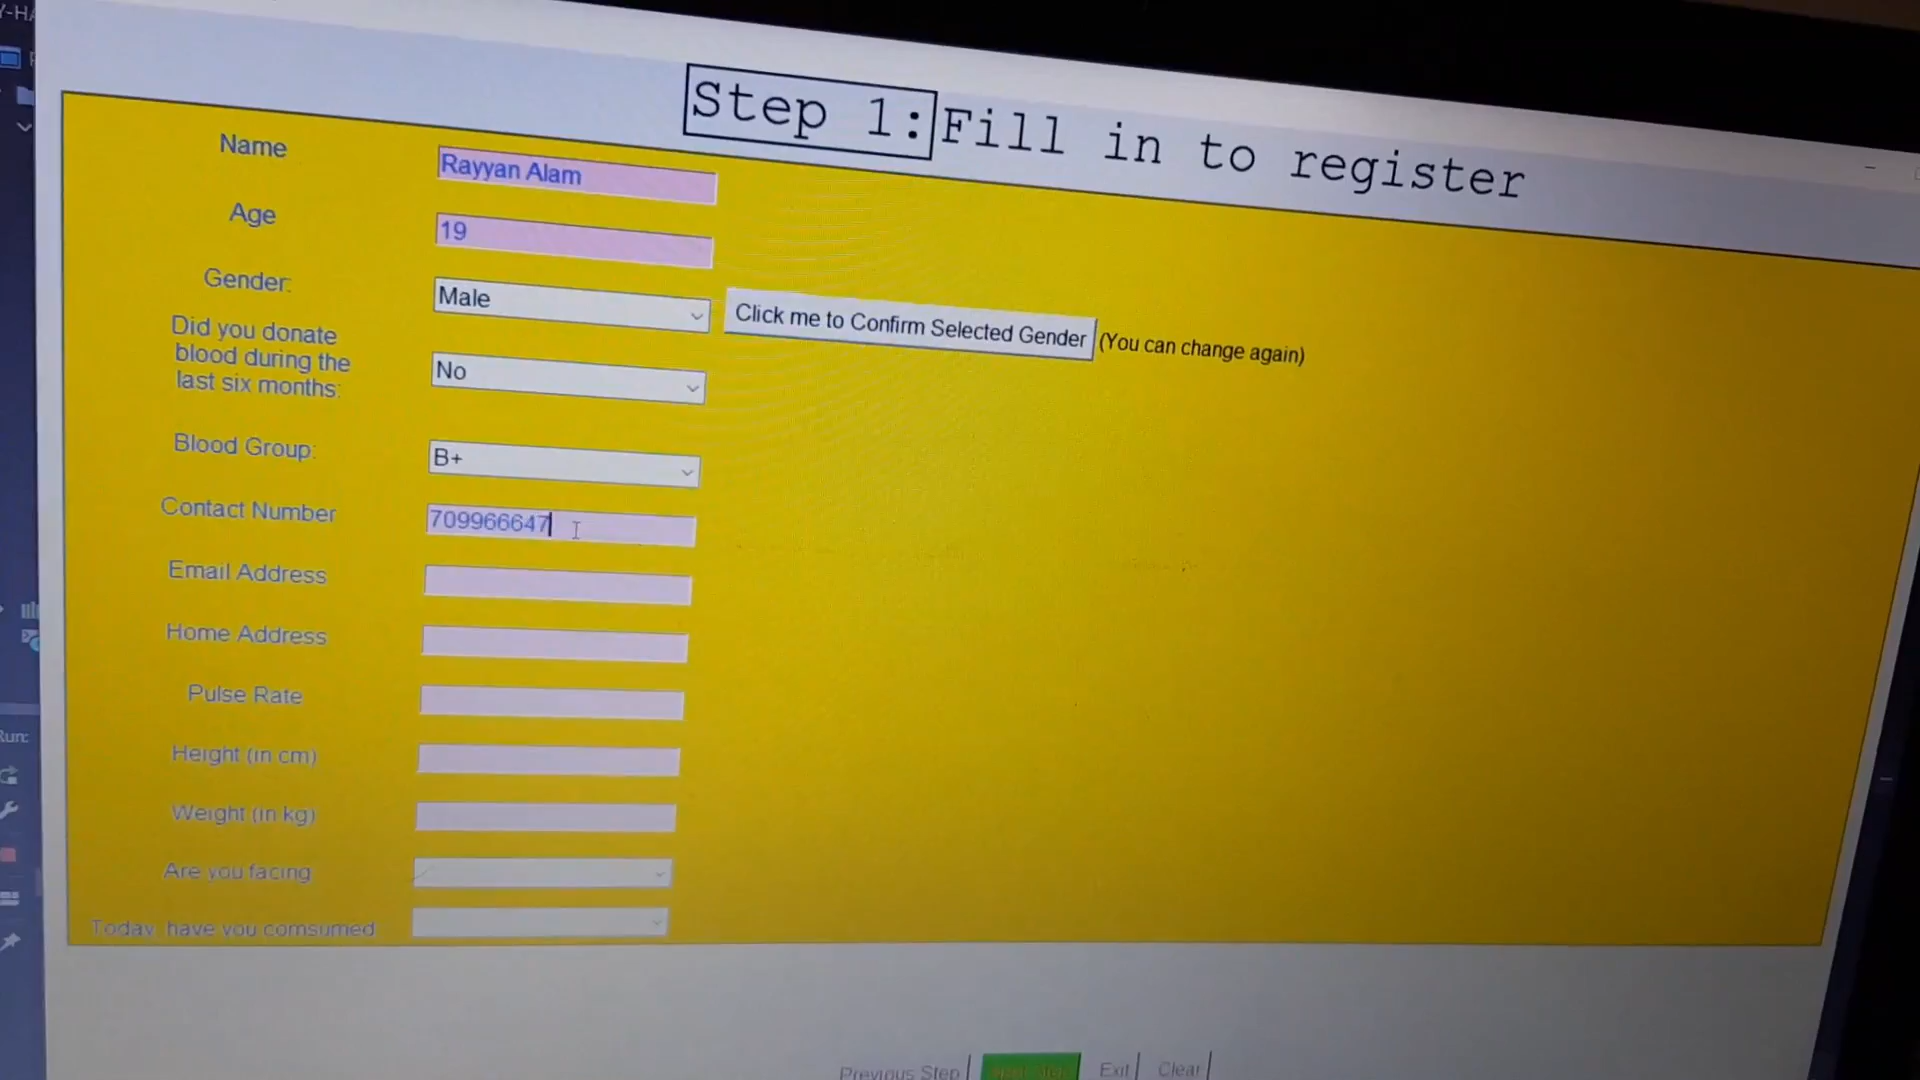 Step 1: Fill in to register
Name
Rayyan Alam
Age
19
Gender:
Male
Click me to Confirm Selected Gender
(You can change again)
Did you donate
blood during the
last six months:
No
Blood Group:
B+
Contact Number
709966647
Email Address
Home Address
Pulse Rate
Height (in cm)
Weight (in kg)
Are you facing
Today, have you comsumed
Run:
Previous Step
Exit
Clear